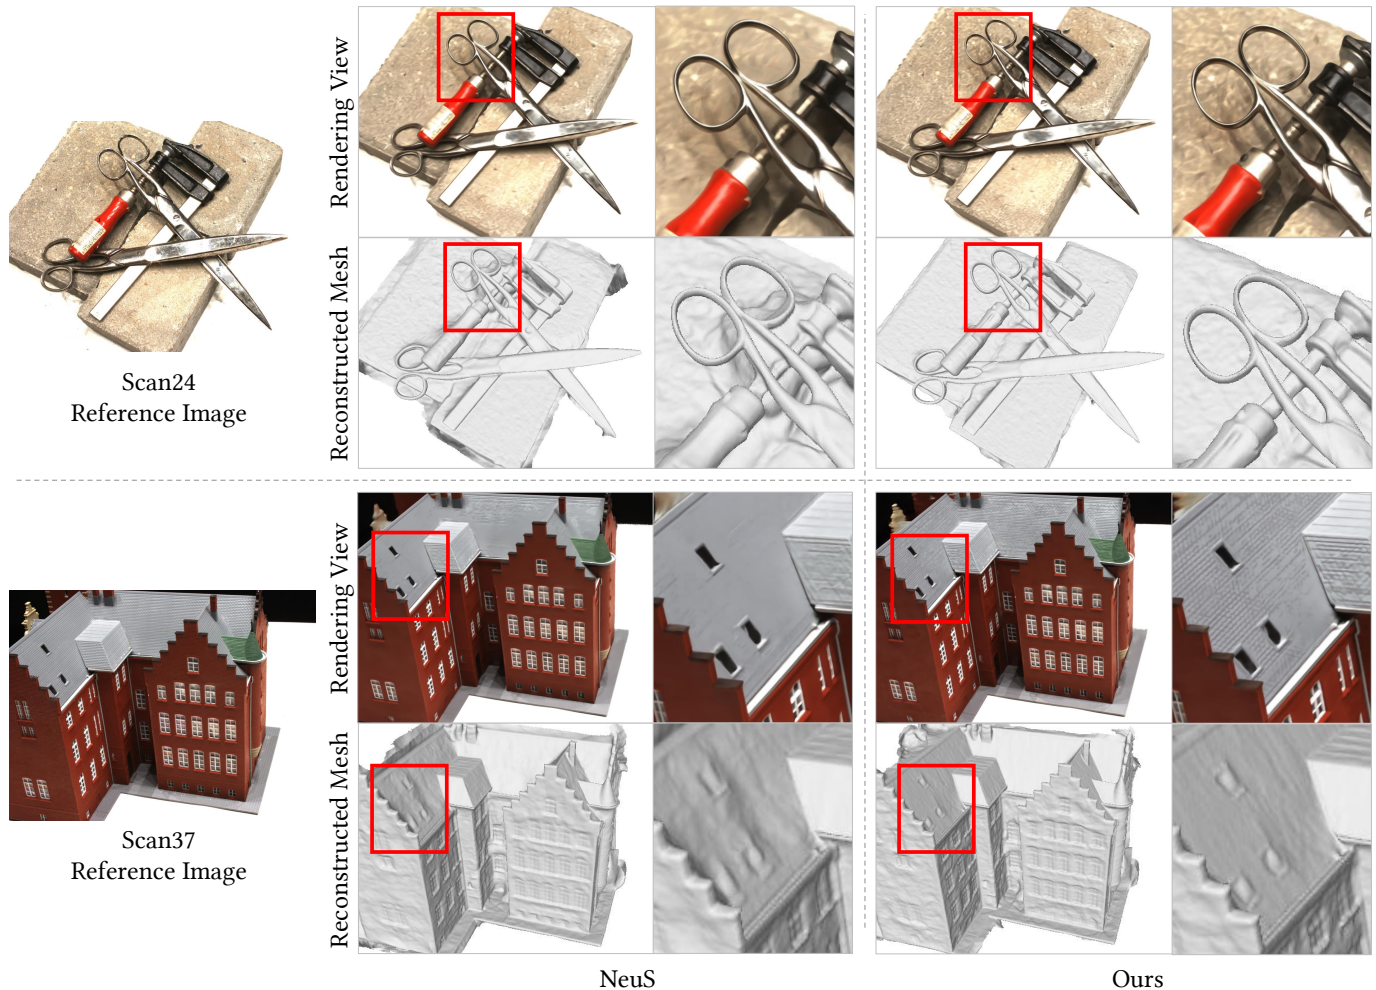 Rendering View
Reconstructed Mesh
Scan24
Reference Image
Rendering View
Reconstructed Mesh
Scan37
Reference Image
NeuS
Ours